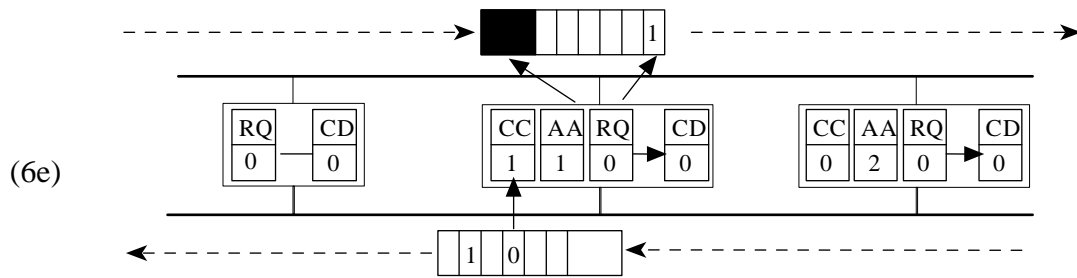 1
RQ CD CC AA RQ CD CC AA RQ CD
0 0 1 1 0 0 0 2 0 0
(6e)
1 0